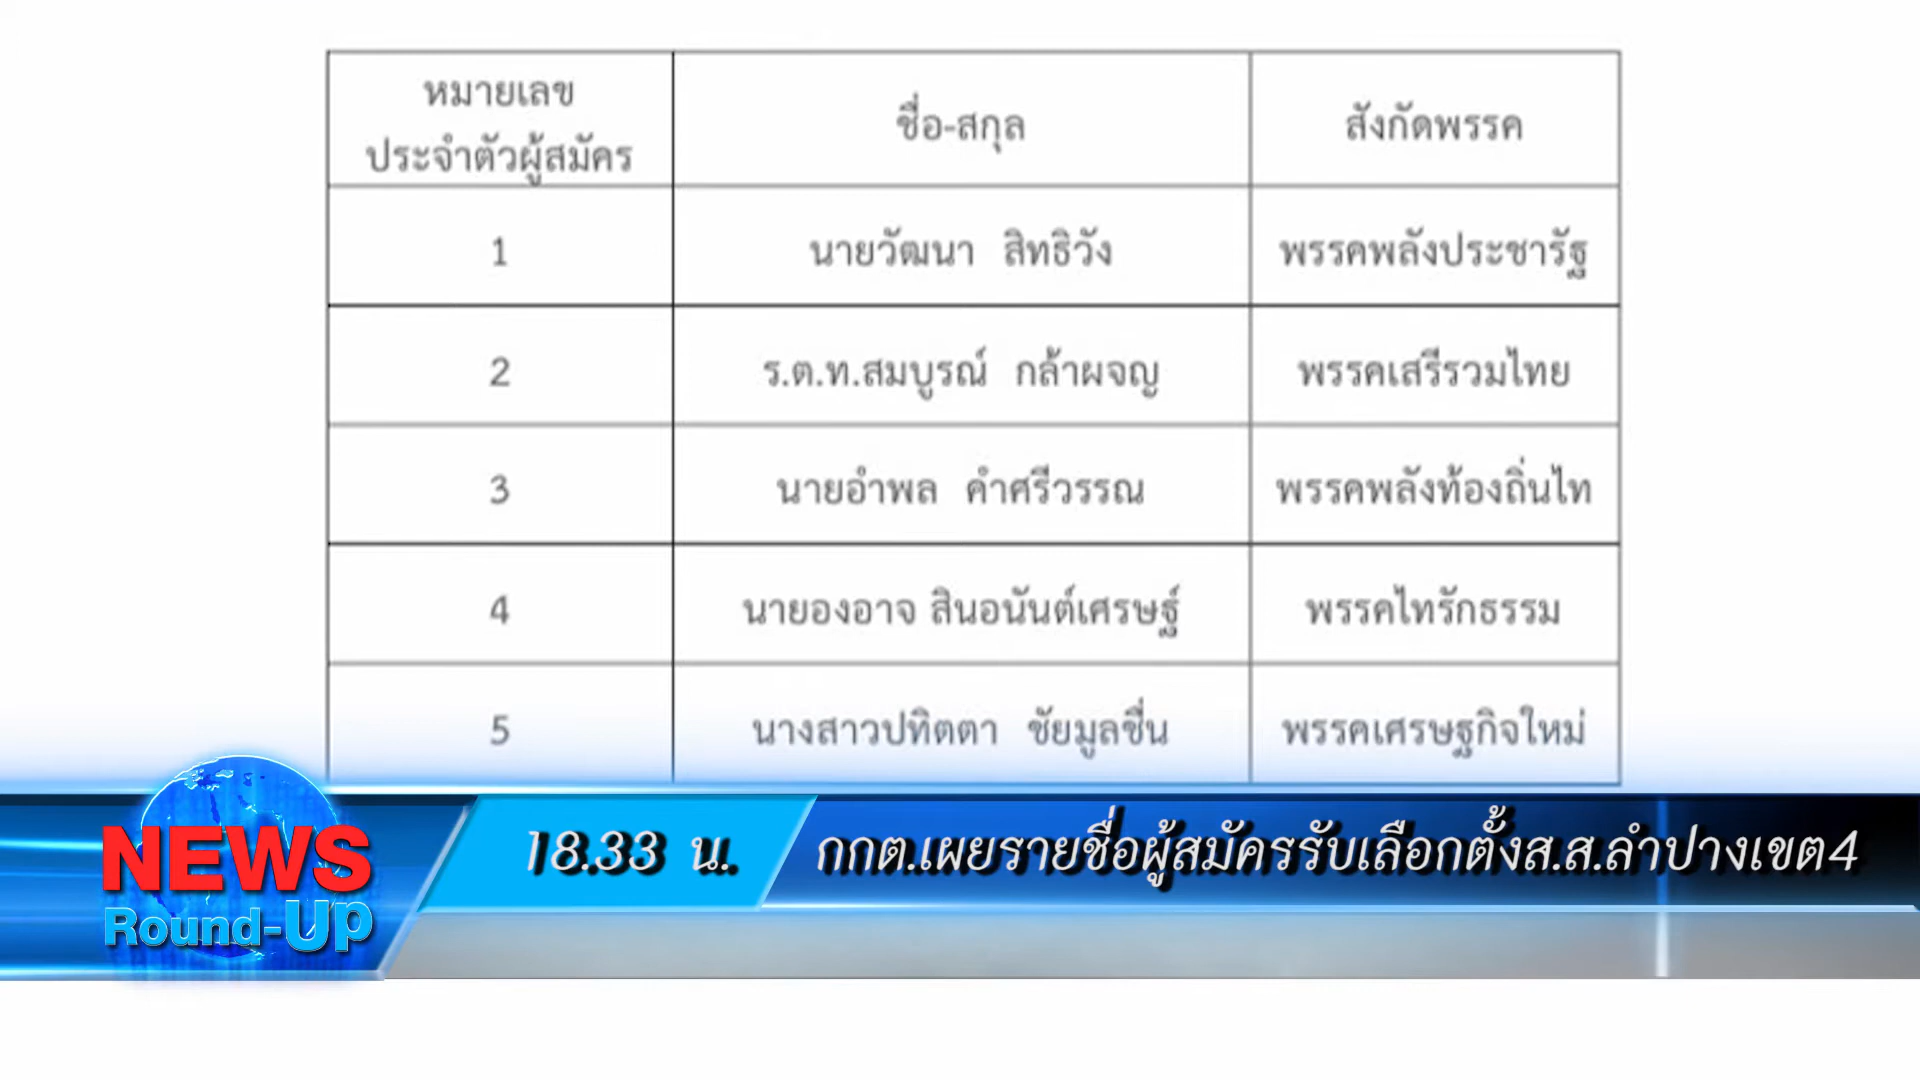 หมายเลข
ประจำตัวผู้สมัคร
ชื่อ-สกุล
สังกัดพรรค
1 นายวัฒนา สิทธิวัง พรรคพลังประชารัฐ
2 ร.ต.ท.สมบูรณ์ กล้าผจญ พรรคเสรีรวมไทย
3 นายอำพล คำศรีวรรณ พรรคพลังท้องถิ่นไท
4 นายองอาจ สินอนันต์เศรษฐ์ พรรคไทรักธรรม
5 นางสาวปทิตตา ชัยมูลชื่น พรรคเศรษฐกิจใหม่
NEWS
Round-Up
18.33 น. กกต.เผยรายชื่อผู้สมัครรับเลือกตั้งส.ส.ลำปางเขต4